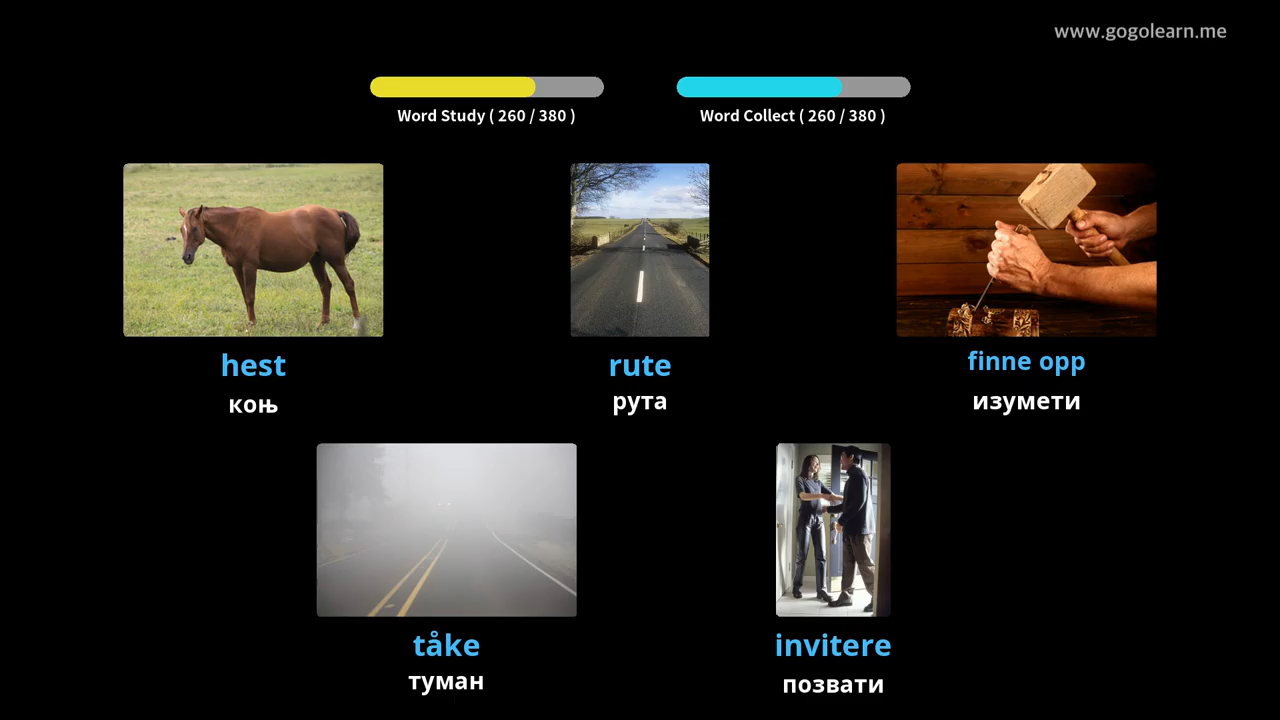 www.gogolearn.me
Word Study ( 260 / 380 )
Word Collect ( 260 / 380 )
hest
коњ
rute
рута
finne opp
изумети
tåke
туман
invitere
позвати